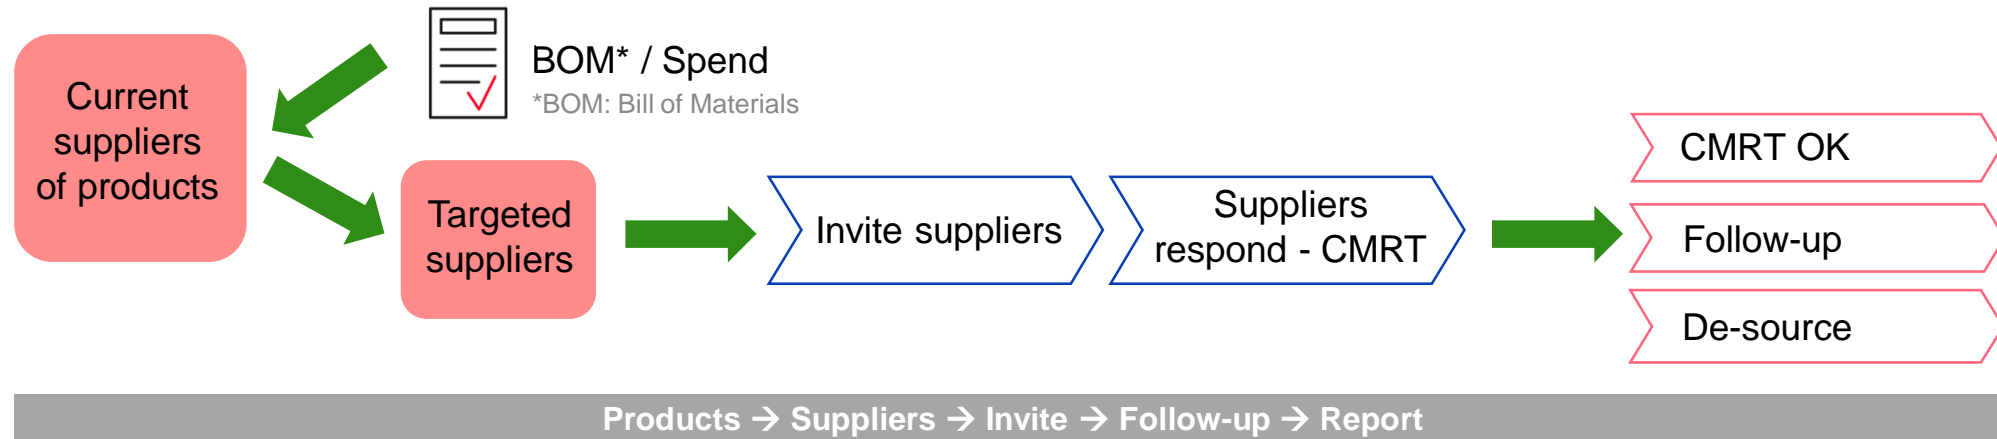 Current
suppliers
of products
BOM* / Spend
*BOM: Bill of Materials
Targeted
suppliers
Invite suppliers
Suppliers
respond - CMRT
CMRT OK
Follow-up
De-source
Products → Suppliers → Invite → Follow-up → Report